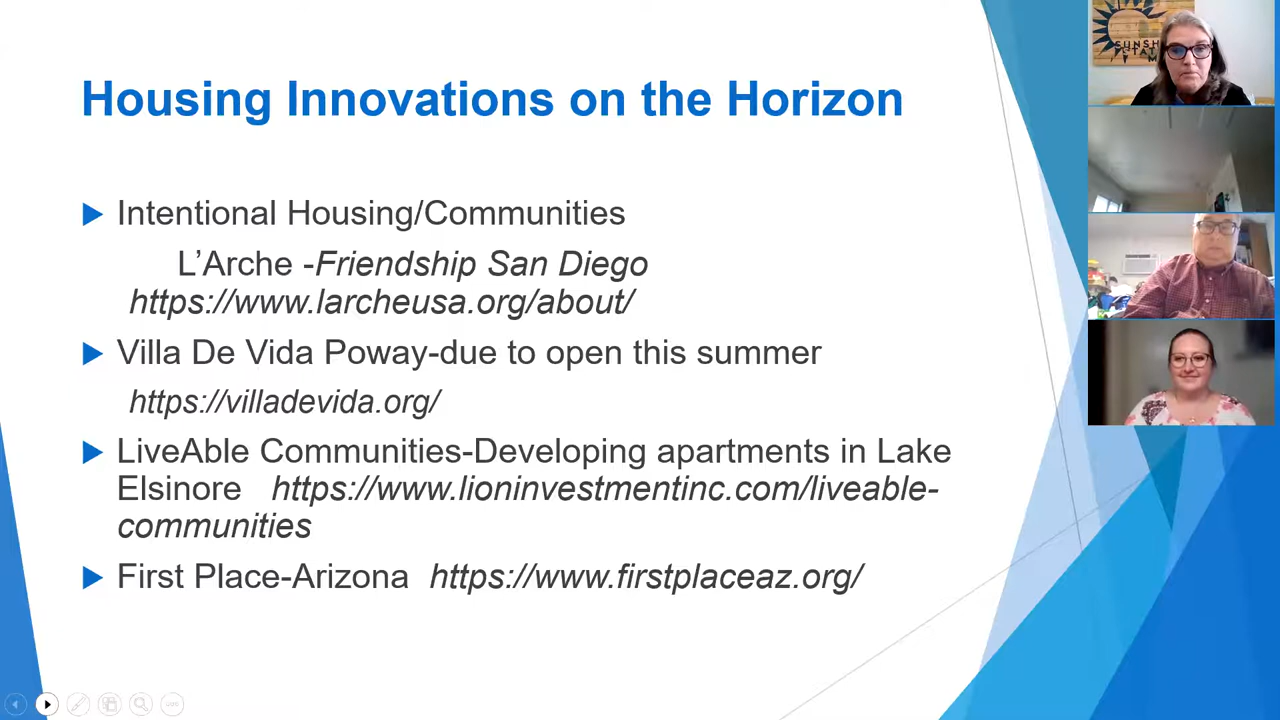 Housing Innovations on the Horizon
Intentional Housing/Communities
L’Arche -Friendship San Diego
https://www.larcheusa.org/about/
Villa De Vida Poway-due to open this summer
https://villadevida.org/
LiveAble Communities-Developing apartments in Lake
Elsinore https://www.lioninvestmentinc.com/liveable-
communities
First Place-Arizona https://www.firstplaceaz.org/